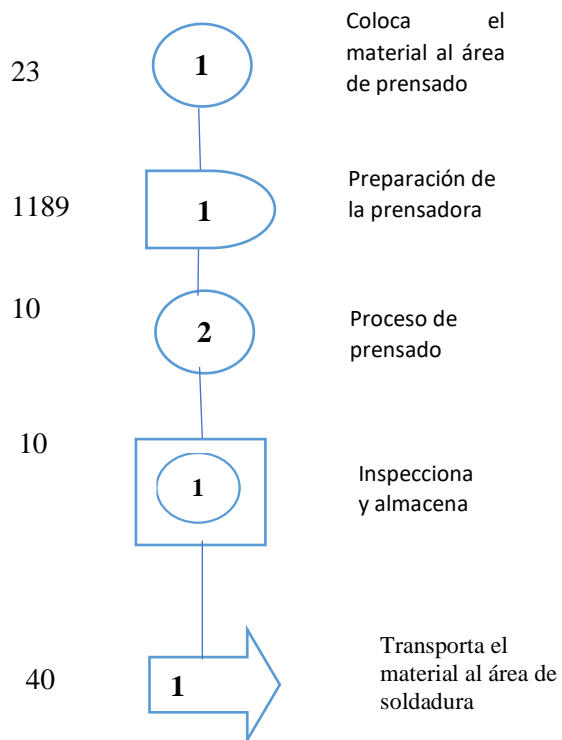 23
1
Coloca el
material al área
de prensado
1189
1
Preparación de
la prensadora
10
2
Proceso de
prensado
10
1
Inspecciona
y almacena
40
1
Transporta el
material al área de
soldadura